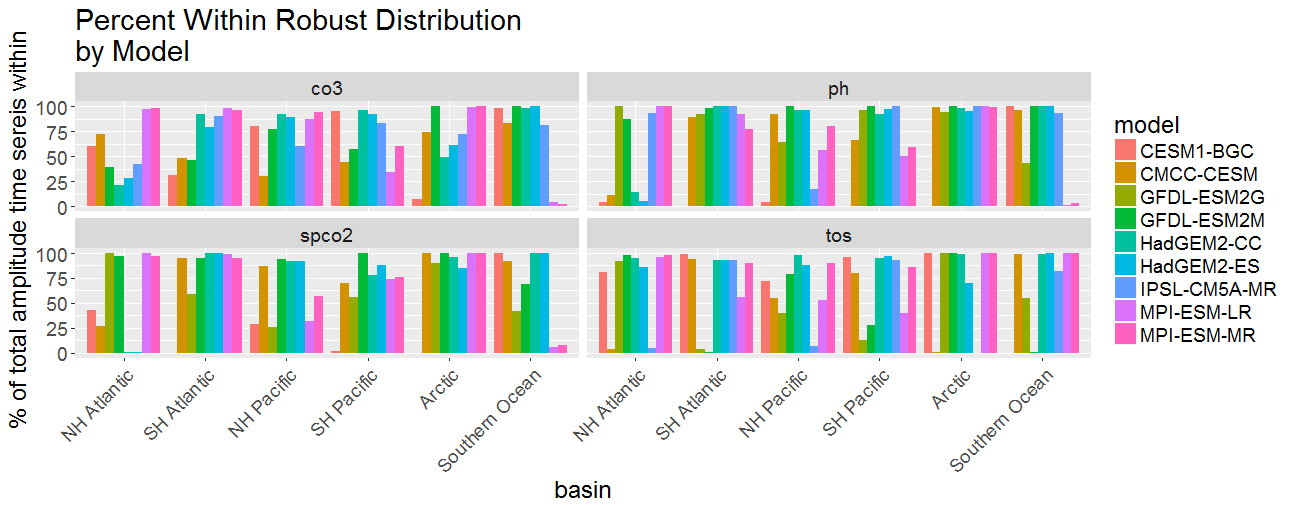 Percent Within Robust Distribution
by Model
% of total amplitude time sereis within
co3
ph
100
75
50
25
0
spco2
tos
100
75
50
25
0
NH Atlantic
SH Atlantic
NH Pacific
SH Pacific
Arctic
Southern Ocean
NH Atlantic
SH Atlantic
NH Pacific
SH Pacific
Arctic
Southern Ocean
basin
model
CESM1-BGC
CMCC-CESM
GFDL-ESM2G
GFDL-ESM2M
HadGEM2-CC
HadGEM2-ES
IPSL-CM5A-MR
MPI-ESM-LR
MPI-ESM-MR